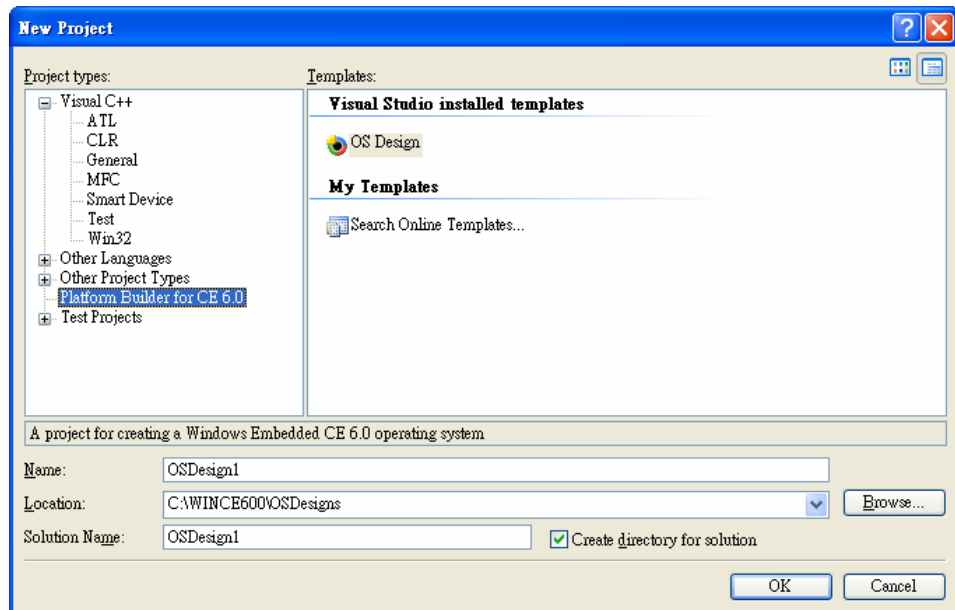 New Project
Project types:
Templates:
Visual C++
ATL
CLR
General
MFC
Smart Device
Test
Win32
Other Languages
Other Project Types
Platform Builder for CE 6.0
Test Projects
Visual Studio installed templates
OS Design
My Templates
Search Online Templates...
A project for creating a Windows Embedded CE 6.0 operating system
Name: OSDesign1
Location: C:\WINCE600\OSDesigns Browse...
Solution Name: OSDesign1 Create directory for solution
OK Cancel